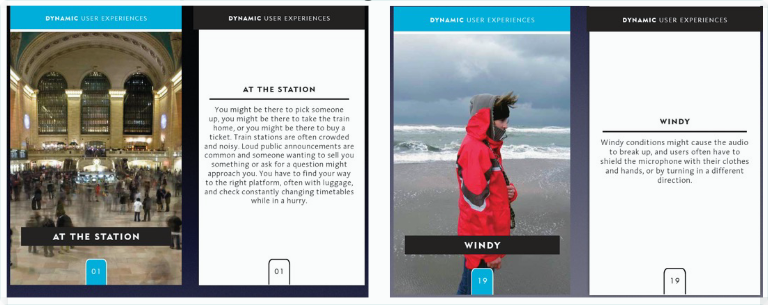 DYNAMIC USER EXPERIENCES
AT THE STATION
01
DYNAMIC USER EXPERIENCES
AT THE STATION
You might be there to pick someone
up, you might be there to take the train
home, or you might be there to buy a
ticket. Train stations are often crowded
and noisy. Loud public announcements are
common and someone wanting to sell you
something or ask for a question might
approach you. You have to find your way
to the right platform, often with luggage,
and check constantly changing timetables
while in a hurry.
01
DYNAMIC USER EXPERIENCES
WINDY
19
DYNAMIC USER EXPERIENCES
WINDY
Windy conditions might cause the audio
to break up, and users often have to
shield the microphone with their clothes
and hands, or by turning in a different
direction.
19